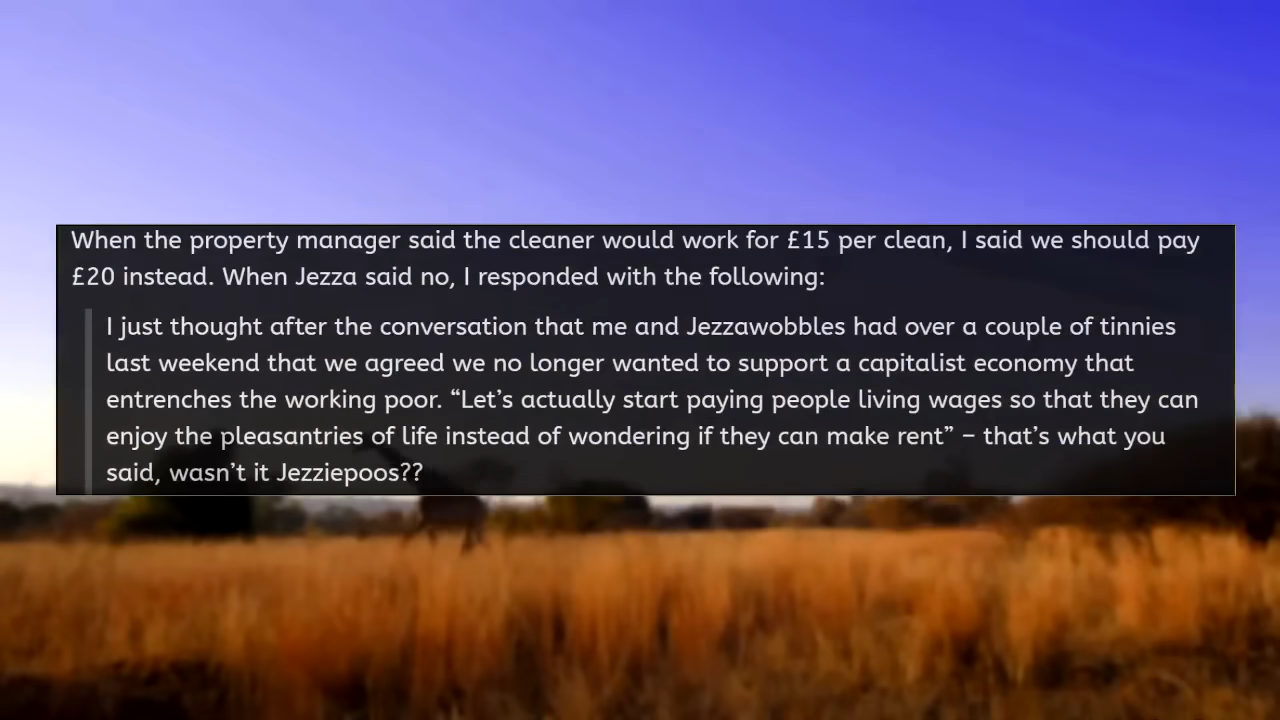 When the property manager said the cleaner would work for £15 per clean, I said we should pay
£20 instead. When Jezza said no, I responded with the following:
I just thought after the conversation that me and Jezzawobbles had over a couple of tinnies
last weekend that we agreed we no longer wanted to support a capitalist economy that
entrenches the working poor. “Let’s actually start paying people living wages so that they can
enjoy the pleasantries of life instead of wondering if they can make rent” – that’s what you
said, wasn’t it Jezziepoos??